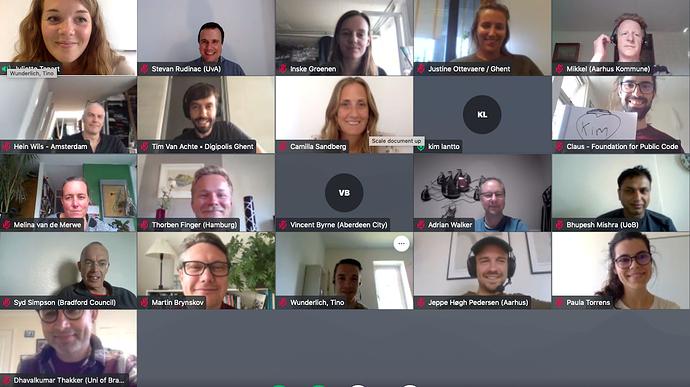 Juliette Tanort
Wunderlich, Tino
Stevan Rudinac (UvA)
Inske Groenen
Justine Ottevaere / Ghent
Mikkel (Aarhus Kommune)
Hein Wils - Amsterdam
Tim Van Achte • Digipolis Ghent
Camilla Sandberg
Scale document up
KL
kim lantto
Kim
Claus - Foundation for Public Code
Melina van de Merwe
Thorben Finger (Hamburg)
VB
Vincent Byrne (Aberdeen City)
Adrian Walker
Bhupesh Mishra (UoB)
Syd Simpson (Bradford Council)
Martin Brynskov
Wunderlich, Tino
Jeppe Høgh Pedersen (Aarhus)
Paula Torrens
Dhavalkumar Thakker (Uni of Bra...